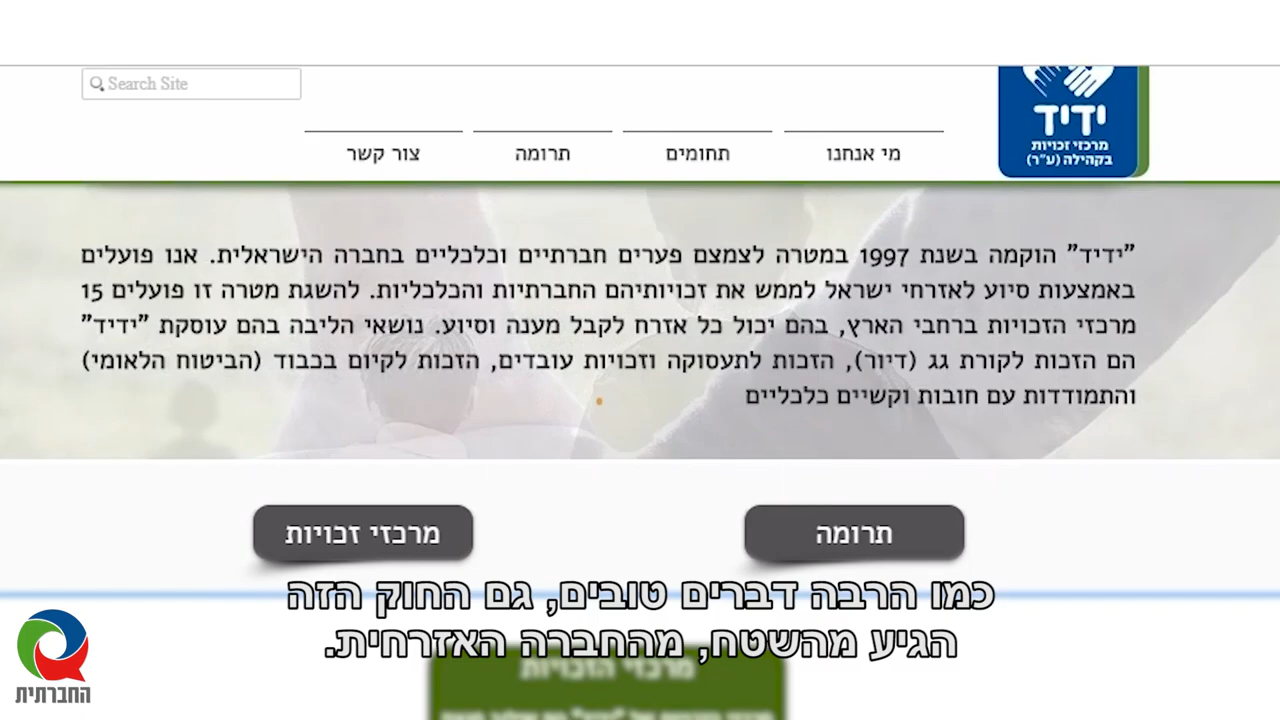 Search Site
ידיד
מרכזי זכויות
בקהילה (ע"ר)
מי אנחנו
תחומים
תרומה
צור קשר
"ידיד" הוקמה בשנת 1997 במטרה לצמצם פערים חברתיים וכלכליים בחברה הישראלית. אנו פועלים
באמצעות סיוע לאזרחי ישראל לממש את זכויותיהם החברתיות והכלכליות. להשגת מטרה זו פועלים 15
מרכזי הזכויות ברחבי הארץ, בהם יכול כל אזרח לקבל מענה וסיוע. נושאי הליבה בהם עוסקת "ידיד"
הם הזכות לקורת גג (דיור), הזכות לתעסוקה וזכויות עובדים, הזכות לקיום בכבוד (הביטוח הלאומי)
והתמודדות עם חובות וקשיים כלכליים
תרומה
מרכזי זכויות
כמו הרבה דברים טובים, גם החוק הזה
הגיע מהשטח, מהחברה האזרחית.
מרכזי הזכויות
החברתית